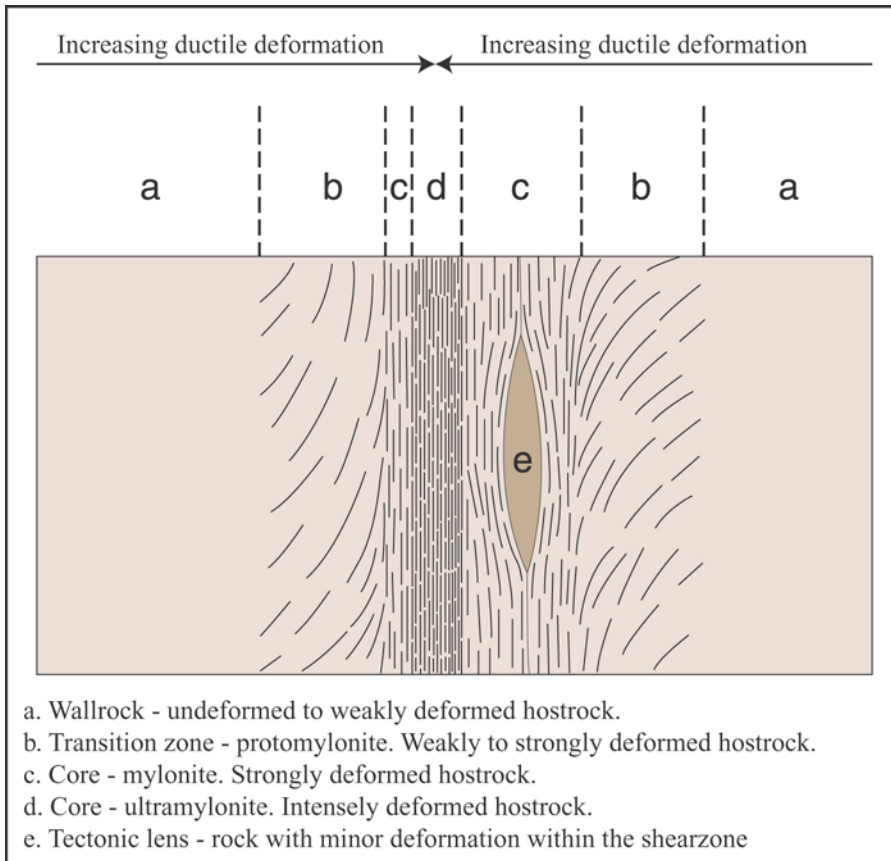 Increasing ductile deformation Increasing ductile deformation
a b c d c b a
e
a. Wallrock - undeformed to weakly deformed hostrock.
b. Transition zone - protomylonite. Weakly to strongly deformed hostrock.
c. Core - mylonite. Strongly deformed hostrock.
d. Core - ultramylonite. Intensely deformed hostrock.
e. Tectonic lens - rock with minor deformation within the shearzone